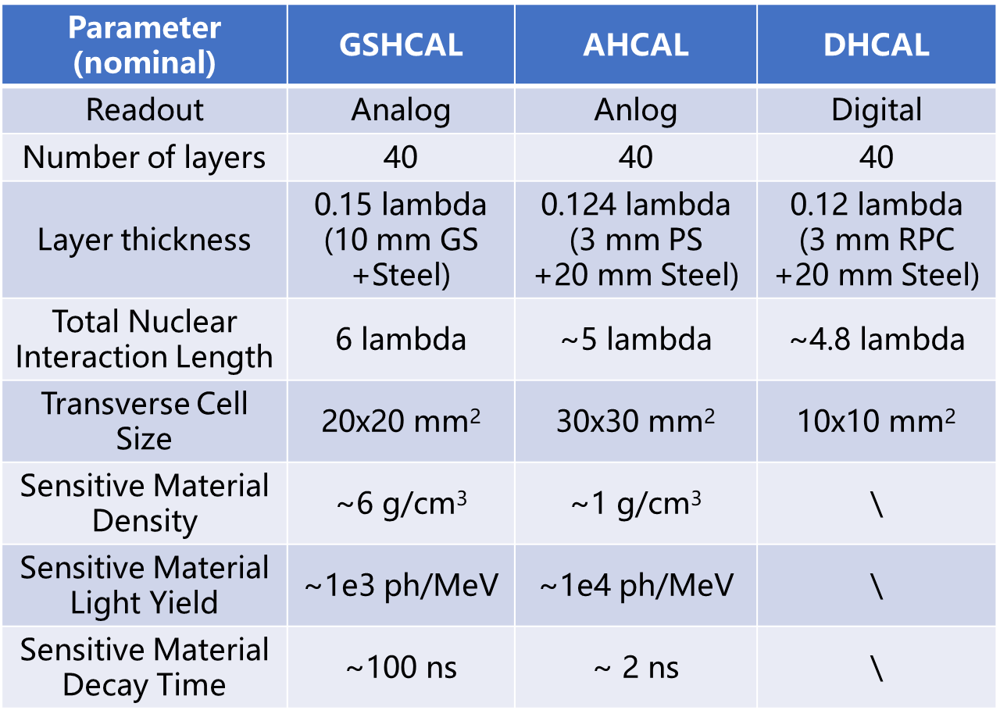 Parameter
(nominal)
GSHCAL
AHCAL
DHCAL
Readout
Analog
Anlog
Digital
Number of layers
40
40
40
Layer thickness
0.15 lambda
(10 mm GS
+Steel)
0.124 lambda
(3 mm PS
+20 mm Steel)
0.12 lambda
(3 mm RPC
+20 mm Steel)
Total Nuclear
Interaction Length
6 lambda
~5 lambda
~4.8 lambda
Transverse Cell
Size
20x20 mm²
30x30 mm²
10x10 mm²
Sensitive Material
Density
~6 g/cm³
~1 g/cm³
\
Sensitive Material
Light Yield
~1e3 ph/MeV
~1e4 ph/MeV
\
Sensitive Material
Decay Time
~100 ns
~ 2 ns
\